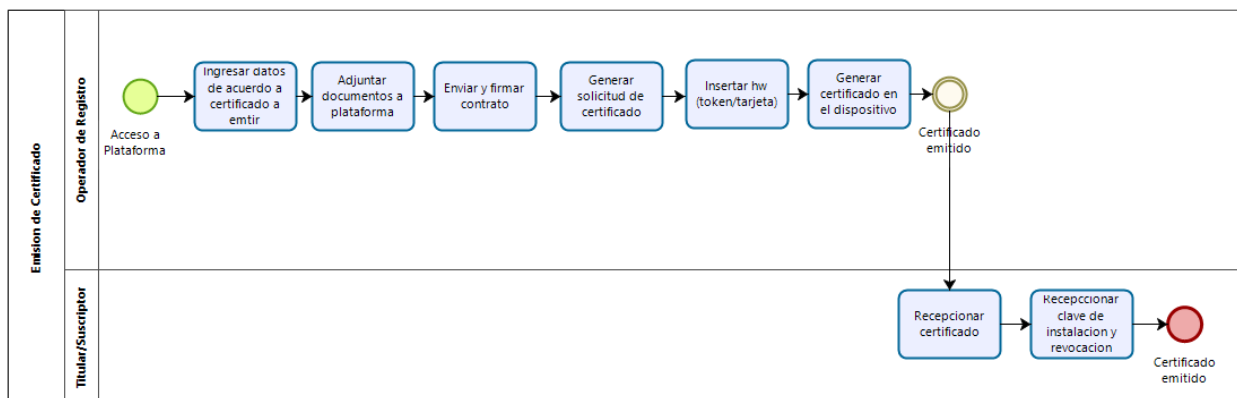 Emision de Certificado
Operador de Registro
Acceso a
Plataforma
Ingresar datos
de acuerdo a
certificado a
emtir
Adjuntar
documentos a
plataforma
Enviar y firmar
contrato
Generar
solicitud de
certificado
Insertar hw
(token/tarjeta)
Generar
certificado en
el dispositivo
Certificado
emitido
Titular/Suscriptor
Recepcionar
certificado
Recepccionar
clave de
instalacion y
revocacion
Certificado
emitido